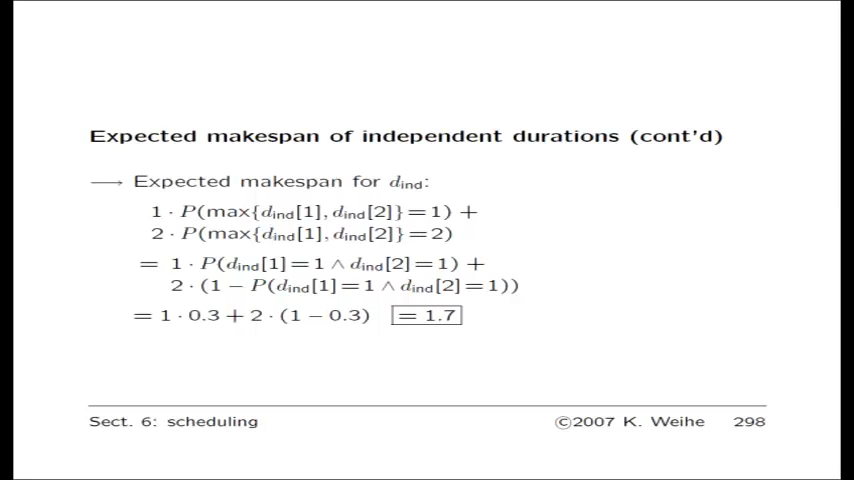 Expected makespan of independent durations (cont'd)
⟶ Expected makespan for d_ind:
1 · P(max{d_ind[1], d_ind[2]} = 1) +
2 · P(max{d_ind[1], d_ind[2]} = 2)
= 1 · P(d_ind[1] = 1 ∧ d_ind[2] = 1) +
2 · (1 − P(d_ind[1] = 1 ∧ d_ind[2] = 1))
= 1 · 0.3 + 2 · (1 − 0.3) = 1.7
Sect. 6: scheduling ©2007 K. Weihe 298